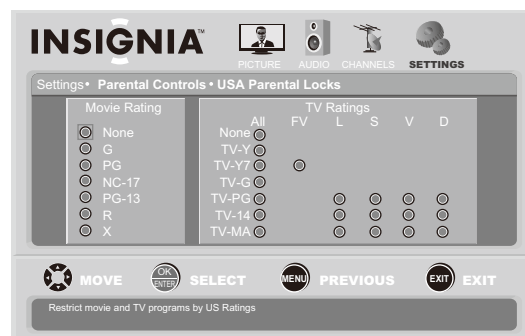 INSIGNIA™
PICTURE AUDIO CHANNELS SETTINGS
Settings• Parental Controls • USA Parental Locks
Movie Rating
None
G
PG
NC-17
PG-13
R
X
TV Ratings
All FV L S V D
None
TV-Y
TV-Y7
TV-G
TV-PG
TV-14
TV-MA
MOVE OK ENTER SELECT MENU PREVIOUS EXIT EXIT
Restrict movie and TV programs by US Ratings